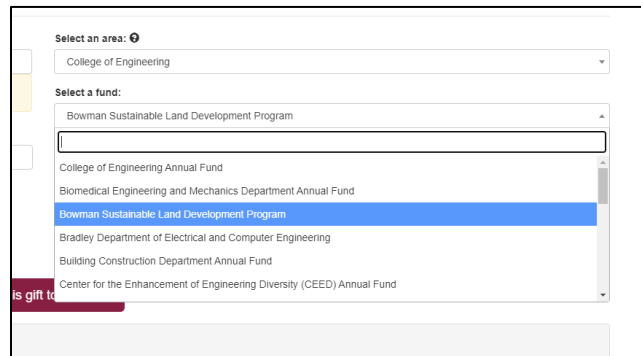 Select an area: ?
College of Engineering
Select a fund:
Bowman Sustainable Land Development Program
College of Engineering Annual Fund
Biomedical Engineering and Mechanics Department Annual Fund
Bowman Sustainable Land Development Program
Bradley Department of Electrical and Computer Engineering
Building Construction Department Annual Fund
Center for the Enhancement of Engineering Diversity (CEED) Annual Fund
is gift to